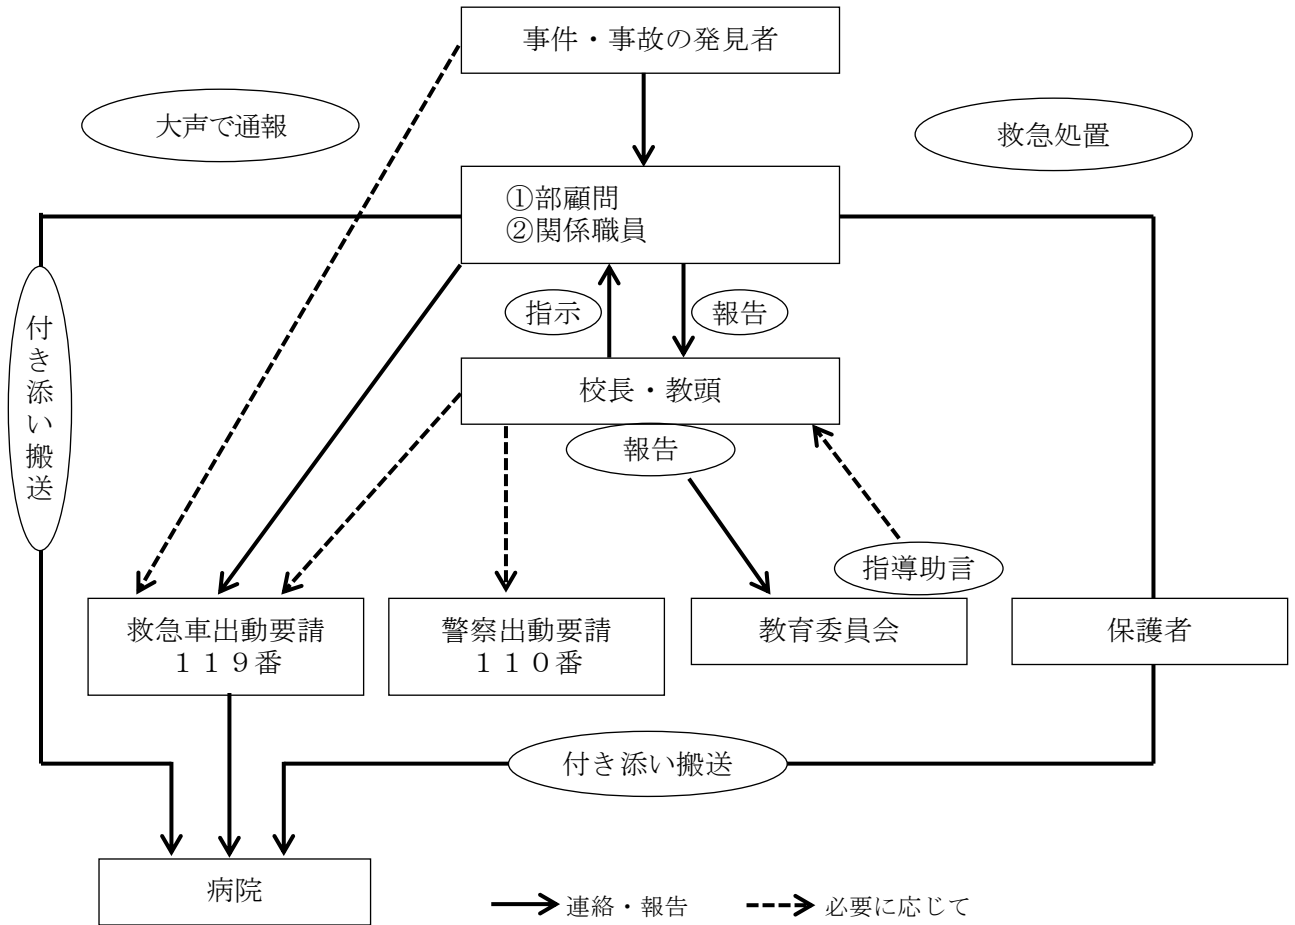 事件・事故の発見者
大声で通報
救急処置
①部顧問
②関係職員
付き添い搬送
指示
報告
校長・教頭
報告
指導助言
救急車出動要請
１１９番
警察出動要請
１１０番
教育委員会
保護者
付き添い搬送
病院
連絡・報告
必要に応じて